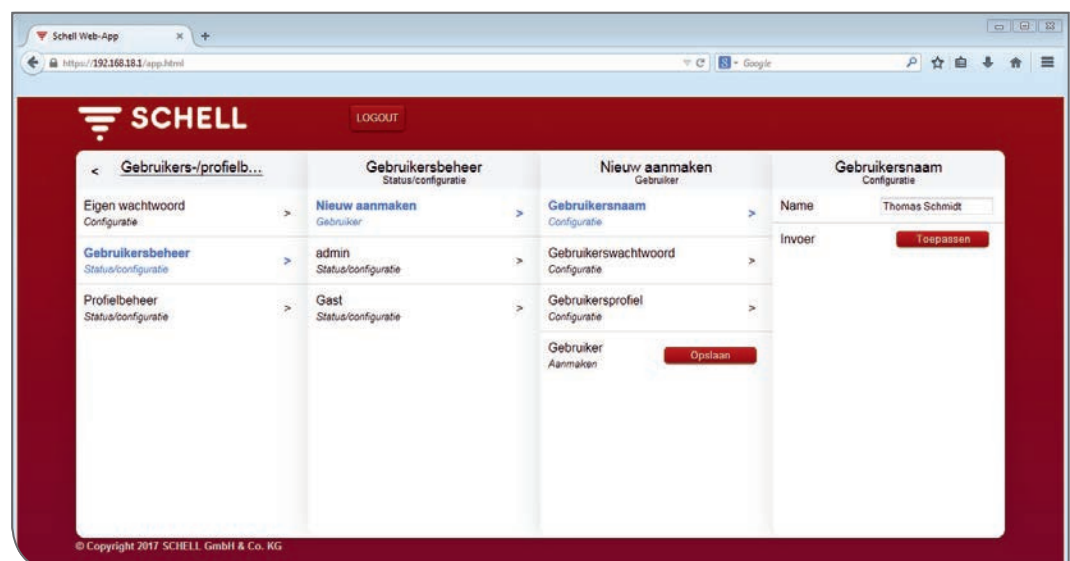 Schell Web-App
https://192.168.18.1/app.html
Google
SCHELL
LOGOUT
< Gebruikers-/profielb...
Eigen wachtwoord >
Configuratie
Gebruikersbeheer >
Status/configuratie
Profielbeheer >
Status/configuratie
Gebruikersbeheer
Status/configuratie
Nieuw aanmaken >
Gebruiker
admin >
Status/configuratie
Gast >
Status/configuratie
Nieuw aanmaken
Gebruiker
Gebruikersnaam >
Configuratie
Gebruikerswachtwoord >
Configuratie
Gebruikersprofiel >
Configuratie
Gebruiker Opslaan
Aanmaken
Gebruikersnaam
Configuratie
Name Thomas Schmidt
Invoer Toepassen
© Copyright 2017 SCHELL GmbH & Co. KG